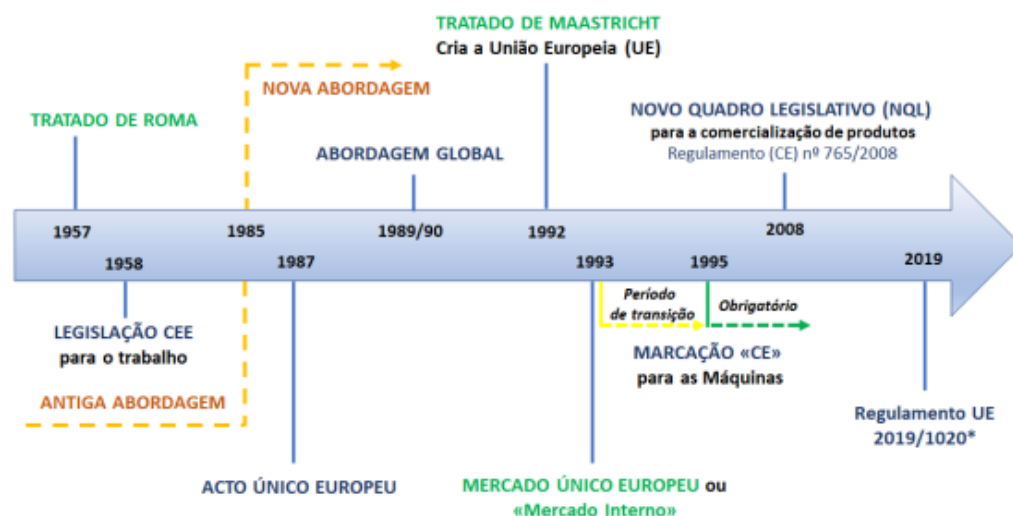 TRATADO DE MAASTRICHT
Cria a União Europeia (UE)
NOVA ABORDAGEM
NOVO QUADRO LEGISLATIVO (NQL)
para a comercialização de produtos
Regulamento (CE) nº 765/2008
TRATADO DE ROMA
ABORDAGEM GLOBAL
1957
1985
1989/90
1992
2008
1958
1987
1993
1995
2019
Período
de transição
Obrigatório
LEGISLAÇÃO CEE
para o trabalho
MARCAÇÃO «CE»
para as Máquinas
ANTIGA ABORDAGEM
Regulamento UE
2019/1020*
ACTO ÚNICO EUROPEU
MERCADO ÚNICO EUROPEU ou
«Mercado Interno»